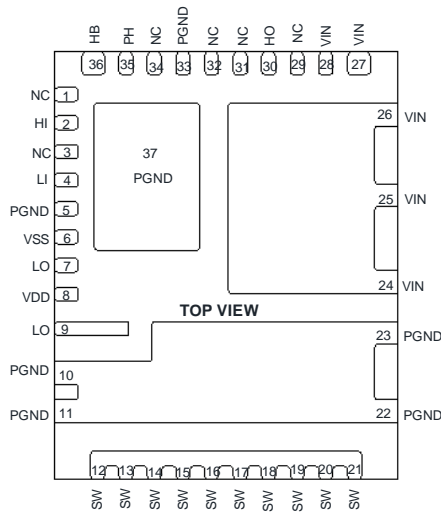 HB PH NC PGND NC NC HO NC VIN VIN
36 35 34 33 32 31 30 29 28 27
NC 1
HI 2
NC 3
LI 4
PGND 5
VSS 6
LO 7
VDD 8
LO 9
PGND 10
PGND 11
37
PGND
26 VIN
25 VIN
24 VIN
TOP VIEW
23 PGND
22 PGND
12 13 14 15 16 17 18 19 20 21
SW SW SW SW SW SW SW SW SW SW